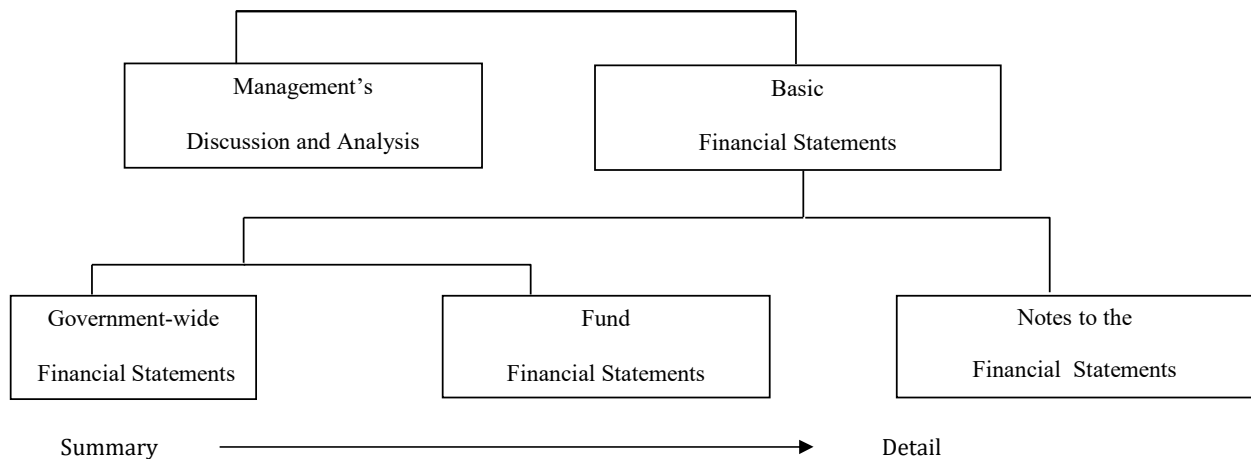 Management’s
Discussion and Analysis
Basic
Financial Statements
Government-wide
Financial Statements
Fund
Financial Statements
Notes to the
Financial Statements
Summary
Detail